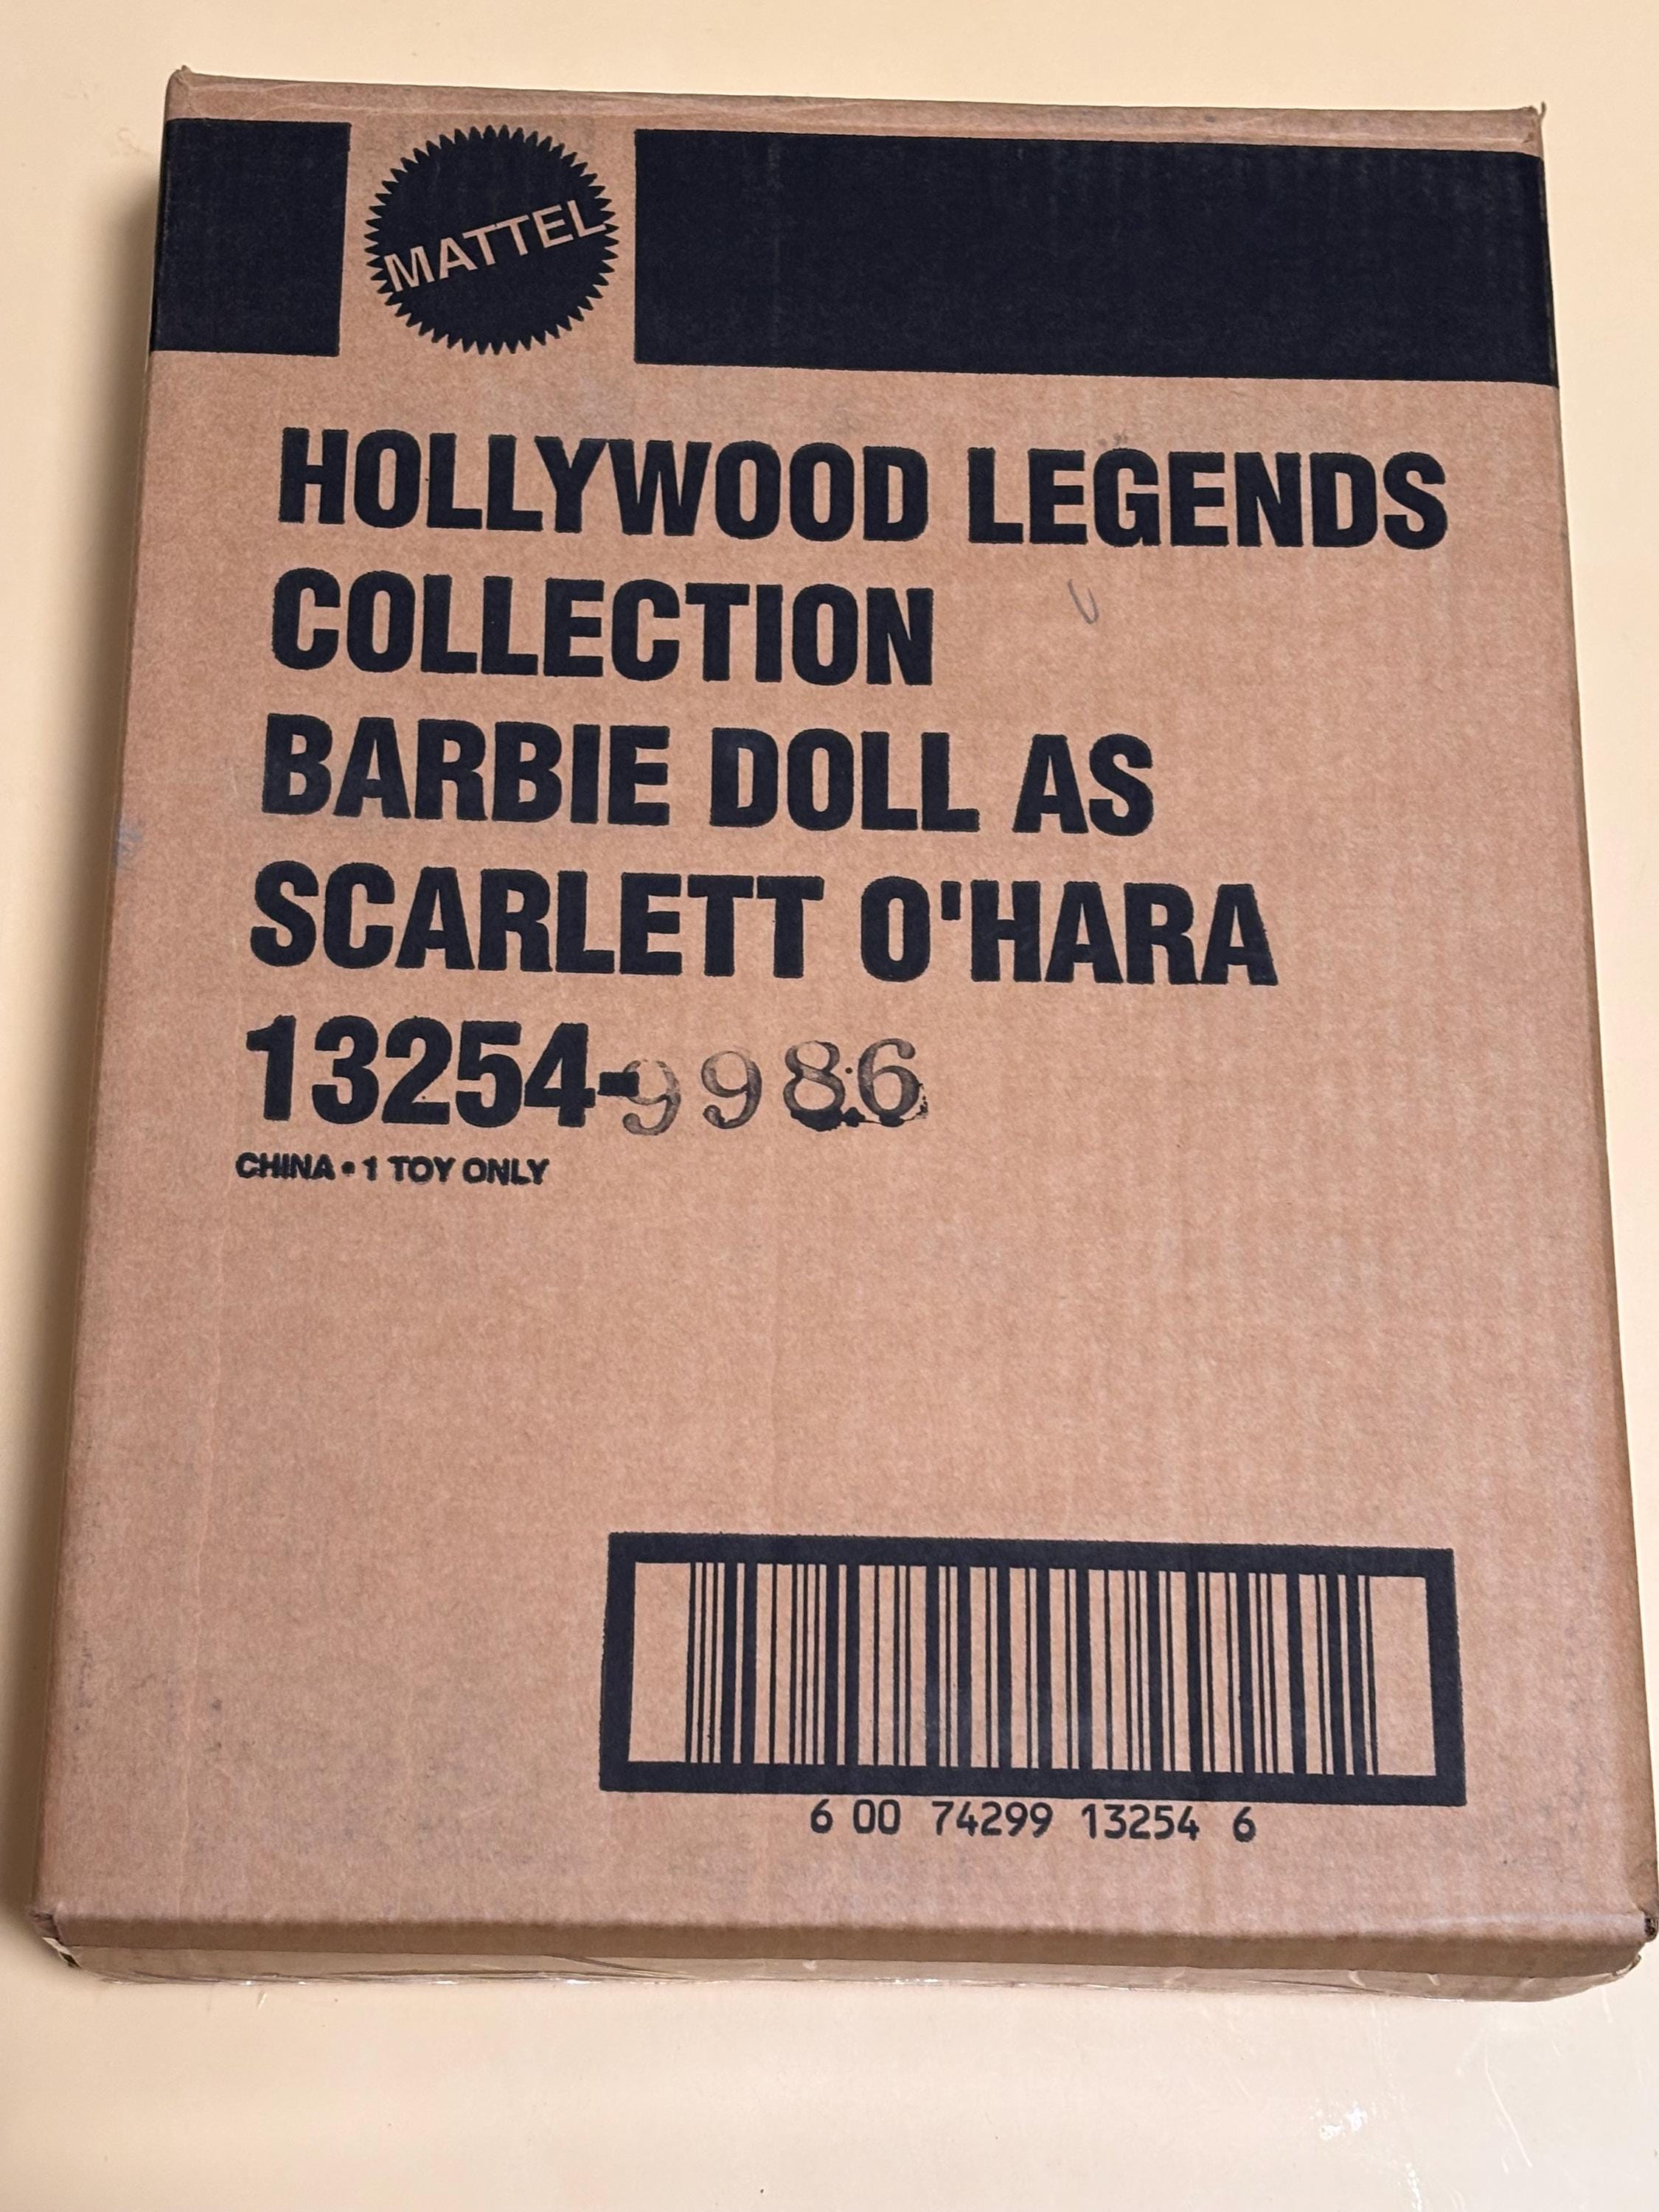 MATTEL
HOLLYWOOD LEGENDS
COLLECTION
BARBIE DOLL AS
SCARLETT O'HARA
13254-9986
CHINA • 1 TOY ONLY
6 00 74299 13254 6